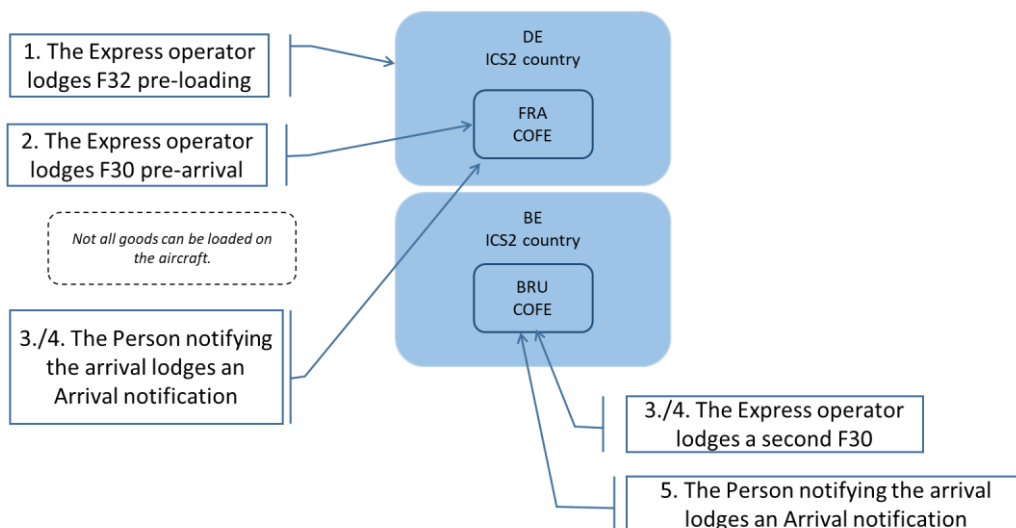 1. The Express operator
lodges F32 pre-loading
DE
ICS2 country
FRA
COFE
2. The Express operator
lodges F30 pre-arrival
Not all goods can be loaded on
the aircraft.
BE
ICS2 country
BRU
COFE
3./4. The Person notifying
the arrival lodges an
Arrival notification
3./4. The Express operator
lodges a second F30
5. The Person notifying the arrival
lodges an Arrival notification